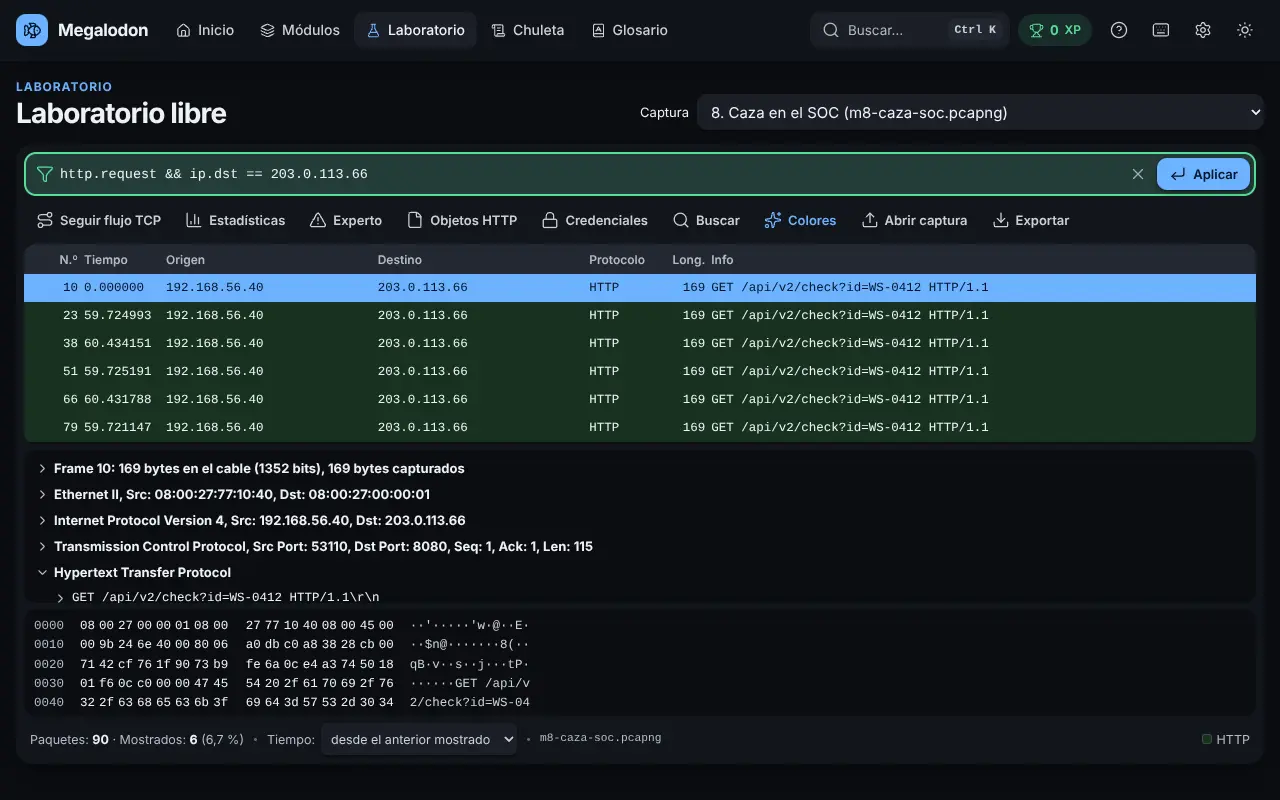 Megalodon Inicio Módulos Laboratorio Chuleta Glosario Buscar... Ctrl K 0 XP
LABORATORIO
Laboratorio libre
Captura 8. Caza en el SOC (m8-caza-soc.pcapng)
http.request && ip.dst == 203.0.113.66 Aplicar
Seguir flujo TCP Estadísticas Experto Objetos HTTP Credenciales Buscar Colores Abrir captura Exportar
N.º Tiempo Origen Destino Protocolo Long. Info
10 0.000000 192.168.56.40 203.0.113.66 HTTP 169 GET /api/v2/check?id=WS-0412 HTTP/1.1
23 59.724993 192.168.56.40 203.0.113.66 HTTP 169 GET /api/v2/check?id=WS-0412 HTTP/1.1
38 60.434151 192.168.56.40 203.0.113.66 HTTP 169 GET /api/v2/check?id=WS-0412 HTTP/1.1
51 59.725191 192.168.56.40 203.0.113.66 HTTP 169 GET /api/v2/check?id=WS-0412 HTTP/1.1
66 60.431788 192.168.56.40 203.0.113.66 HTTP 169 GET /api/v2/check?id=WS-0412 HTTP/1.1
79 59.721147 192.168.56.40 203.0.113.66 HTTP 169 GET /api/v2/check?id=WS-0412 HTTP/1.1
Frame 10: 169 bytes en el cable (1352 bits), 169 bytes capturados
Ethernet II, Src: 08:00:27:77:10:40, Dst: 08:00:27:00:00:01
Internet Protocol Version 4, Src: 192.168.56.40, Dst: 203.0.113.66
Transmission Control Protocol, Src Port: 53110, Dst Port: 8080, Seq: 1, Ack: 1, Len: 115
Hypertext Transfer Protocol
GET /api/v2/check?id=WS-0412 HTTP/1.1\r\n
0000 08 00 27 00 00 01 08 00 27 77 10 40 08 00 45 00 ··'·····'w·@··E·
0010 00 9b 24 6e 40 00 80 06 a0 db c0 a8 38 28 cb 00 ··$n@·······8(··
0020 71 42 cf 76 1f 90 73 b9 fe 6a 0c e4 a3 74 50 18 qB·v··s··j···tP·
0030 01 f6 0c c0 00 00 47 45 54 20 2f 61 70 69 2f 76 ······GET /api/v
0040 32 2f 63 68 65 63 6b 3f 69 64 3d 57 53 2d 30 34 2/check?id=WS-04
Paquetes: 90 · Mostrados: 6 (6,7 %) • Tiempo: desde el anterior mostrado • m8-caza-soc.pcapng HTTP